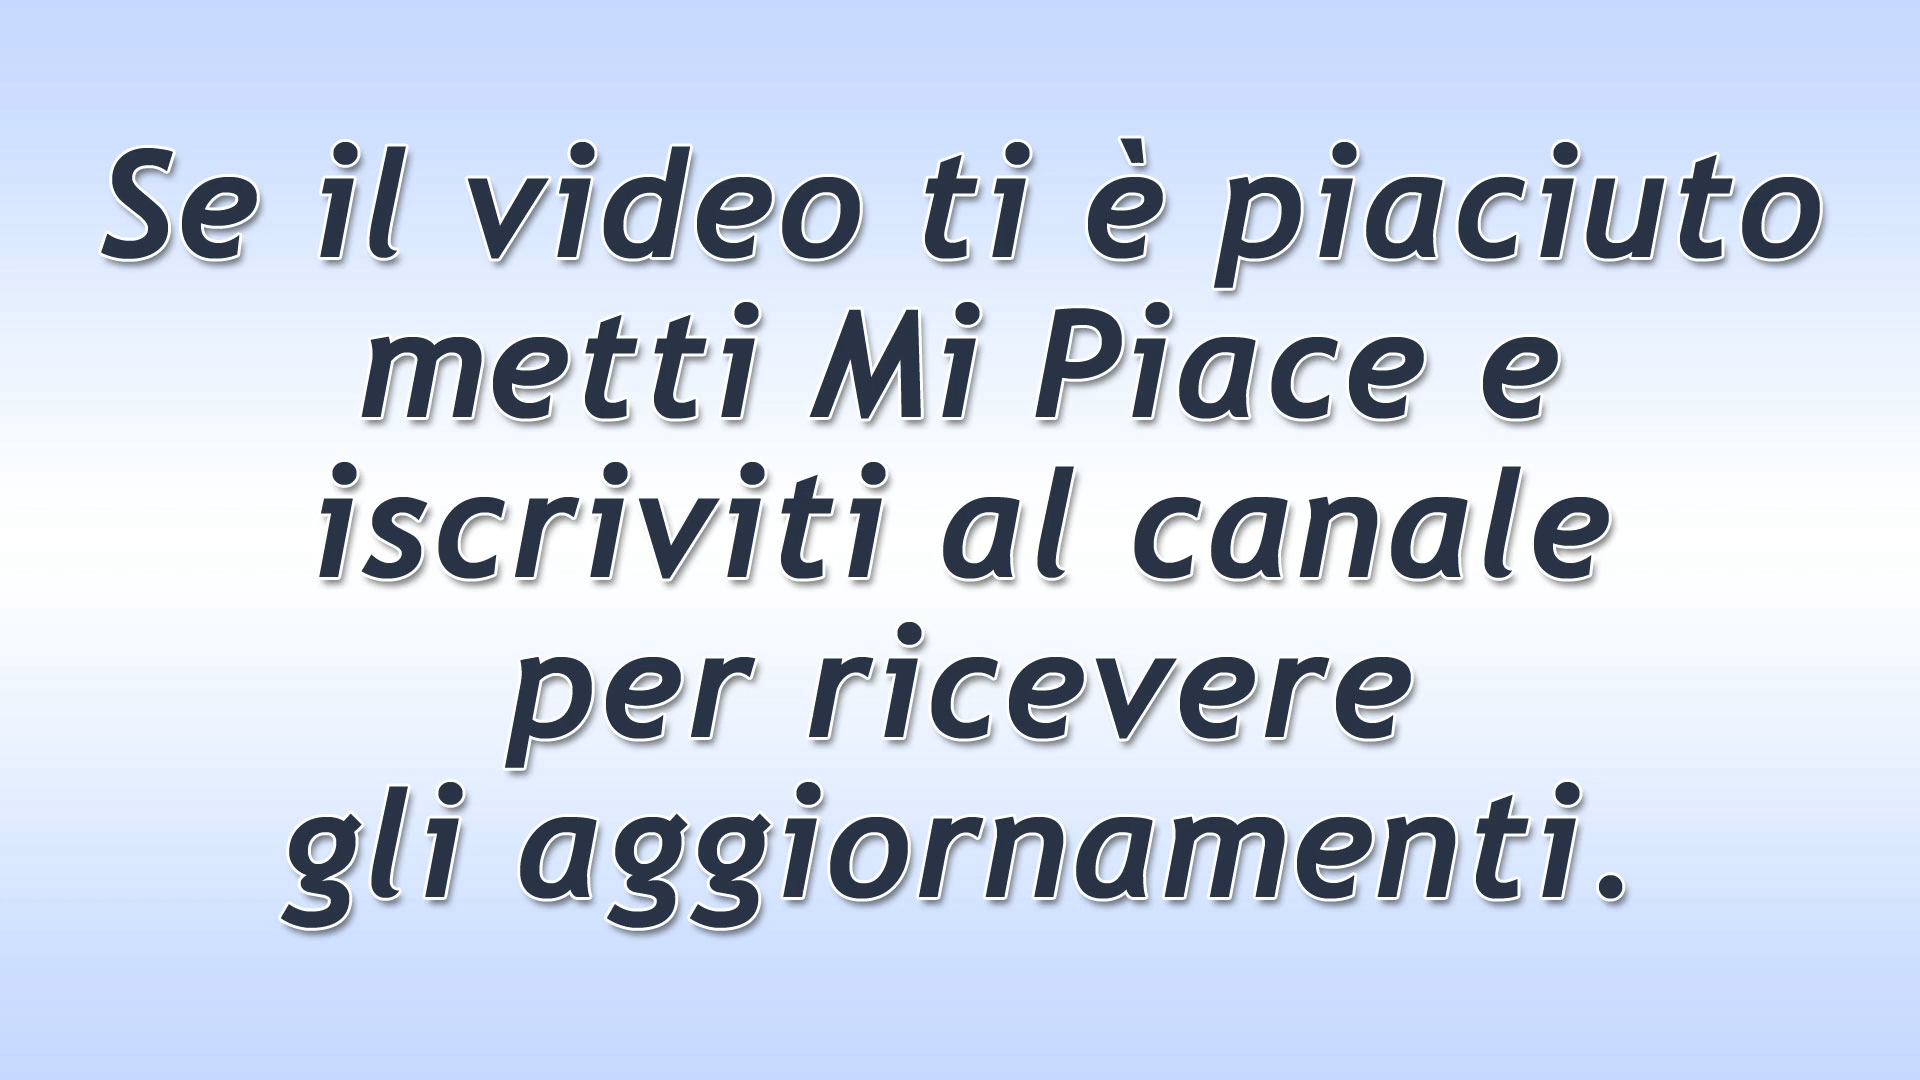 Se il video ti è piaciuto
metti Mi Piace e
iscriviti al canale
per ricevere
gli aggiornamenti.